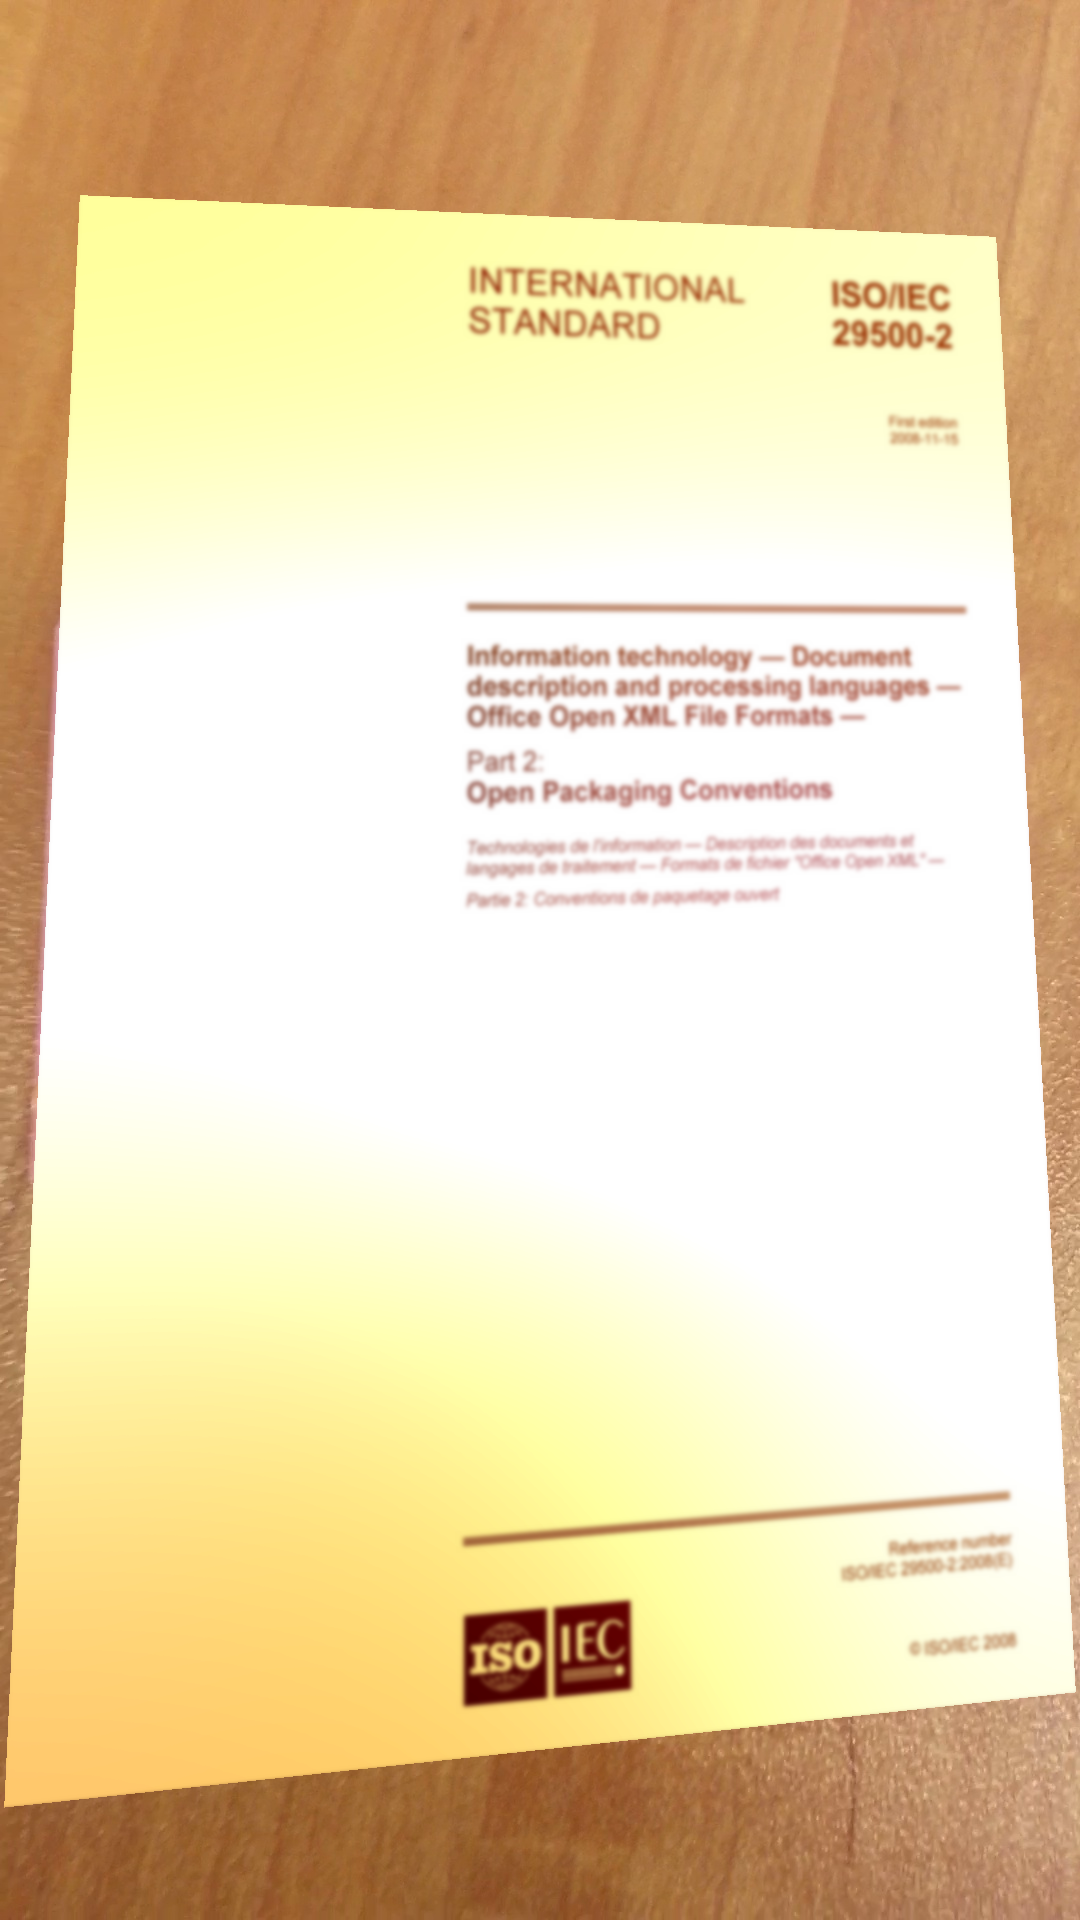 INTERNATIONAL
STANDARD
ISO/IEC
29500-2
First edition
2008-11-15
Information technology — Document
description and processing languages —
Office Open XML File Formats —
Part 2:
Open Packaging Conventions
Technologies de l'information — Description des documents et
langages de traitement — Formats de fichier "Office Open XML" —
Partie 2: Conventions de paquetage ouvert
Reference number
ISO/IEC 29500-2:2008(E)
ISO
IEC
© ISO/IEC 2008